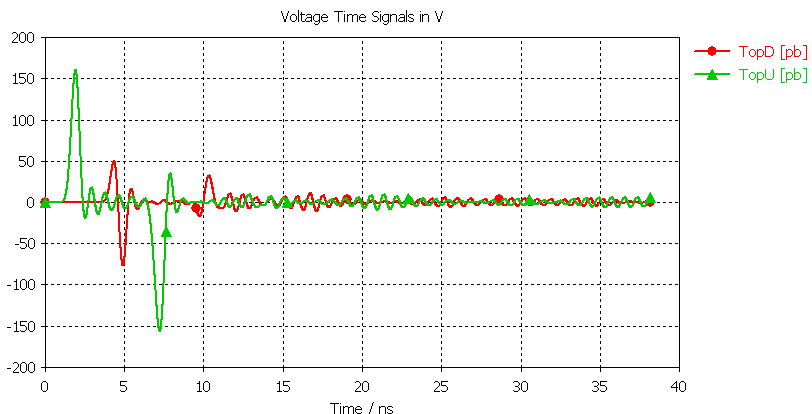 Voltage Time Signals in V
200
150
100
50
0
-50
-100
-150
-200
0 5 10 15 20 25 30 35 40
Time / ns
TopD [pb]
TopU [pb]